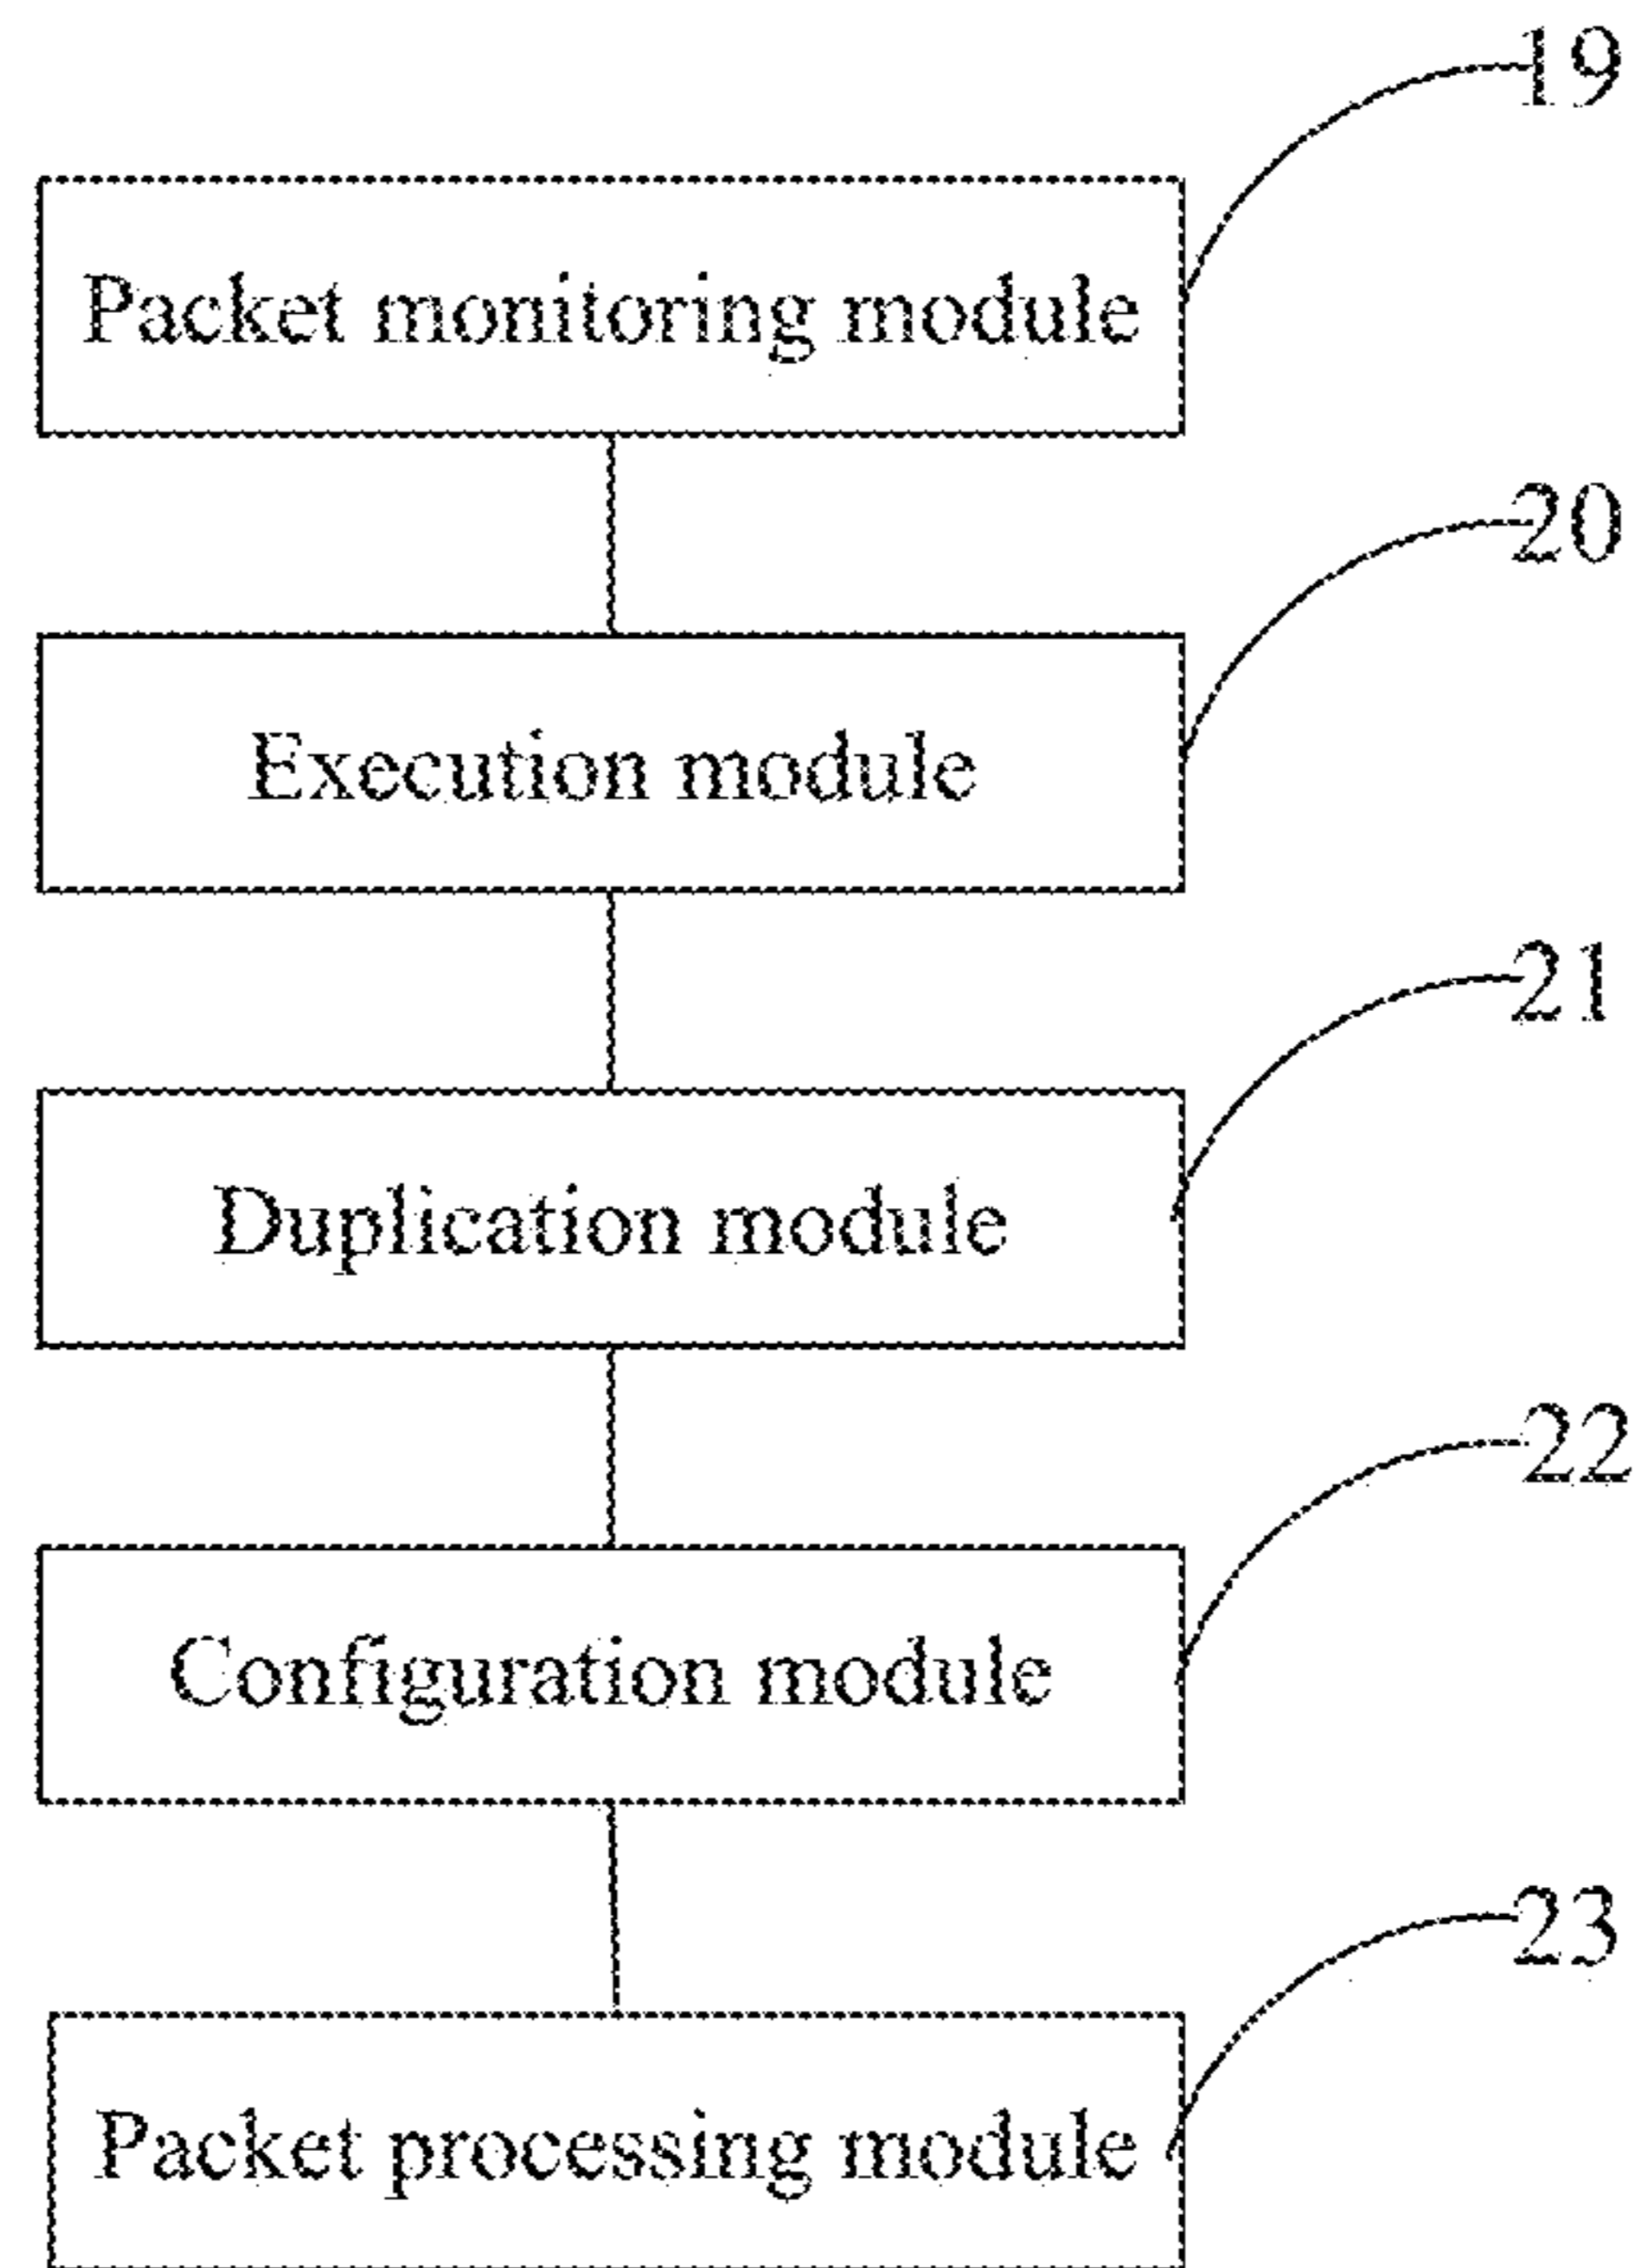 19
Packet monitoring module
20
Execution module
21
Duplication module
22
Configuration module
23
Packet processing module